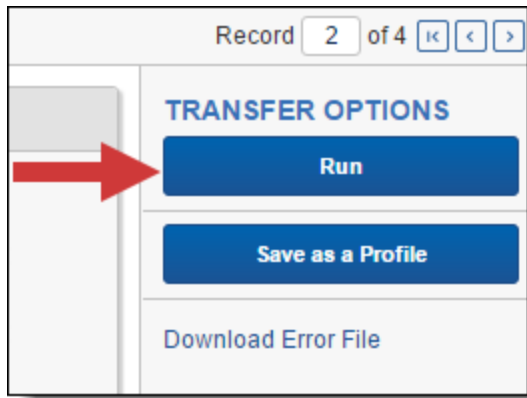 Record 2 of 4
TRANSFER OPTIONS
Run
Save as a Profile
Download Error File